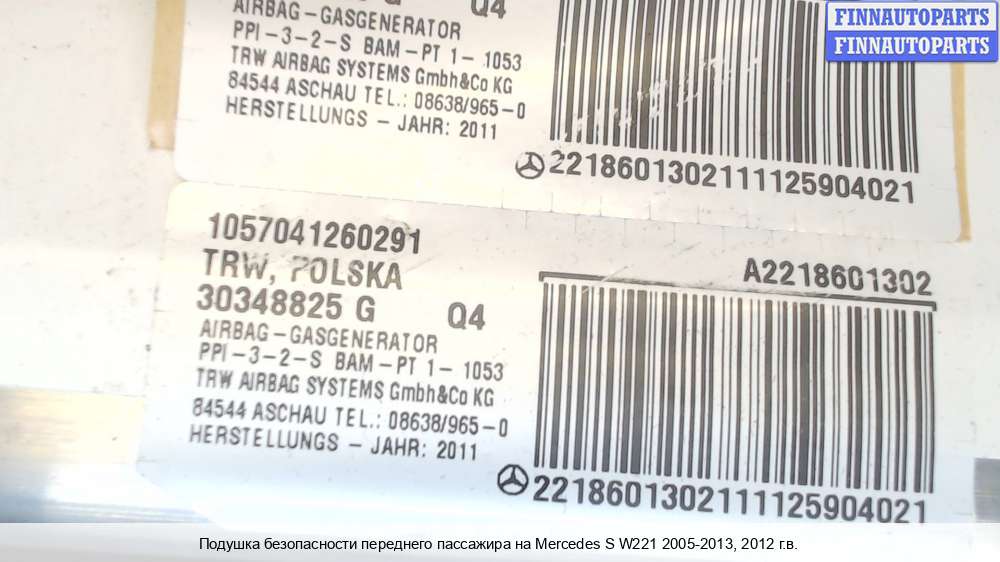 Q4
AIRBAG-GASGENERATOR
PPI-3-2-S BAM-PT 1-1053
TRW AIRBAG SYSTEMS Gmbh&Co KG
84544 ASCHAU TEL.: 08638/965-0
HERSTELLUNGS - JAHR: 2011
2218601302111125904021
FINNAUTOPARTS
FINNAUTOPARTS
1057041260291
TRW, POLSKA
30348825 G Q4
AIRBAG-GASGENERATOR
PPI-3-2-S BAM-PT 1-1053
TRW AIRBAG SYSTEMS Gmbh&Co KG
84544 ASCHAU TEL.: 08638/965-0
HERSTELLUNGS - JAHR: 2011
A2218601302
2218601302111125904021
Подушка безопасности переднего пассажира на Mercedes S W221 2005-2013, 2012 г.в.